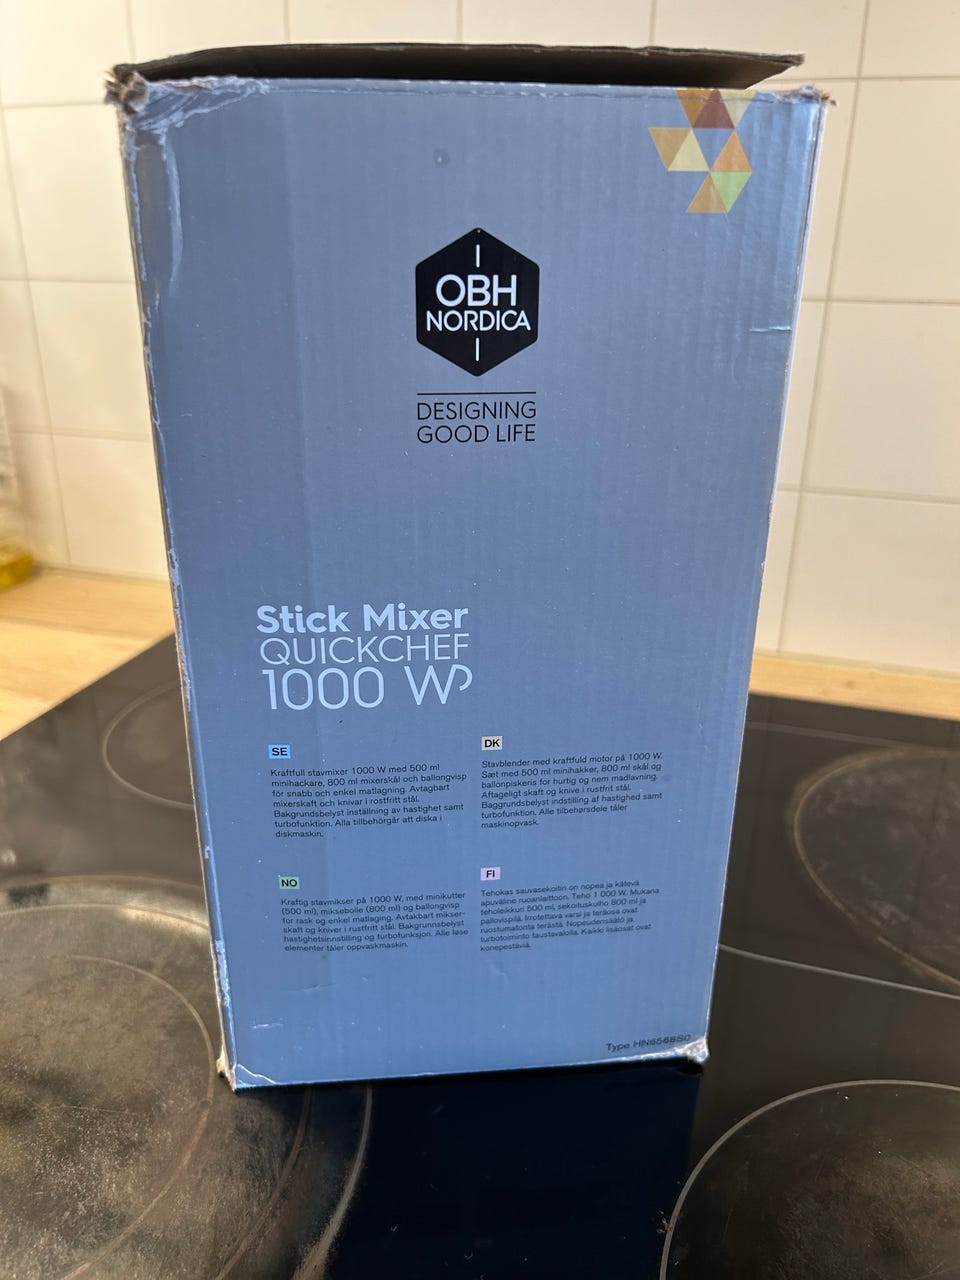 OBH
NORDICA
DESIGNING
GOOD LIFE
Stick Mixer
QUICKCHEF
1000 W
SE
Kraftfull stavmixer 1000 W med 500 ml
minihackare, 800 ml mixerskål och ballongvisp
för snabb och enkel matlagning. Avtagbart
mixerskaft och knivar i rostfritt stål.
Bakgrundsbelyst inställning av hastighet samt
turbofunktion. Alla tillbehörgår att diska i
diskmaskin.
DK
Stavblender med kraftfuld motor på 1000 W.
Sæt med 500 ml minihakker, 800 ml skål og
ballonpiskeris for hurtig og nem madlavning.
Aftageligt skaft og knive i rustfrit stål.
Baggrundsbelyst indstilling af hastighed samt
turbofunktion. Alle tilbehørsdele tåler
maskinopvask.
NO
Kraftig stavmikser på 1000 W, med minikutter
(500 ml), miksebolle (800 ml) og ballongvisp
for rask og enkel matlaging. Avtakbart mikser-
skaft og kniver i rustfritt stål. Bakgrunnsbelyst
hastighetsinnstilling og turbofunksjon. Alle løse
elementer tåler oppvaskmaskin.
FI
Tehokas sauvasekoitin on nopea ja kätevä
apuväline ruoanlaittoon. Teho 1 000 W. Mukana
teholeikkuri 500 ml, sekoituskulho 800 ml ja
pallovispilä. Irrotettava varsi ja teräosa ovat
ruostumatonta terästä. Nopeudensäätö ja
turbotoiminto taustavalolla. Kaikki lisäosat ovat
konepestäviä.
Type HN6568S0